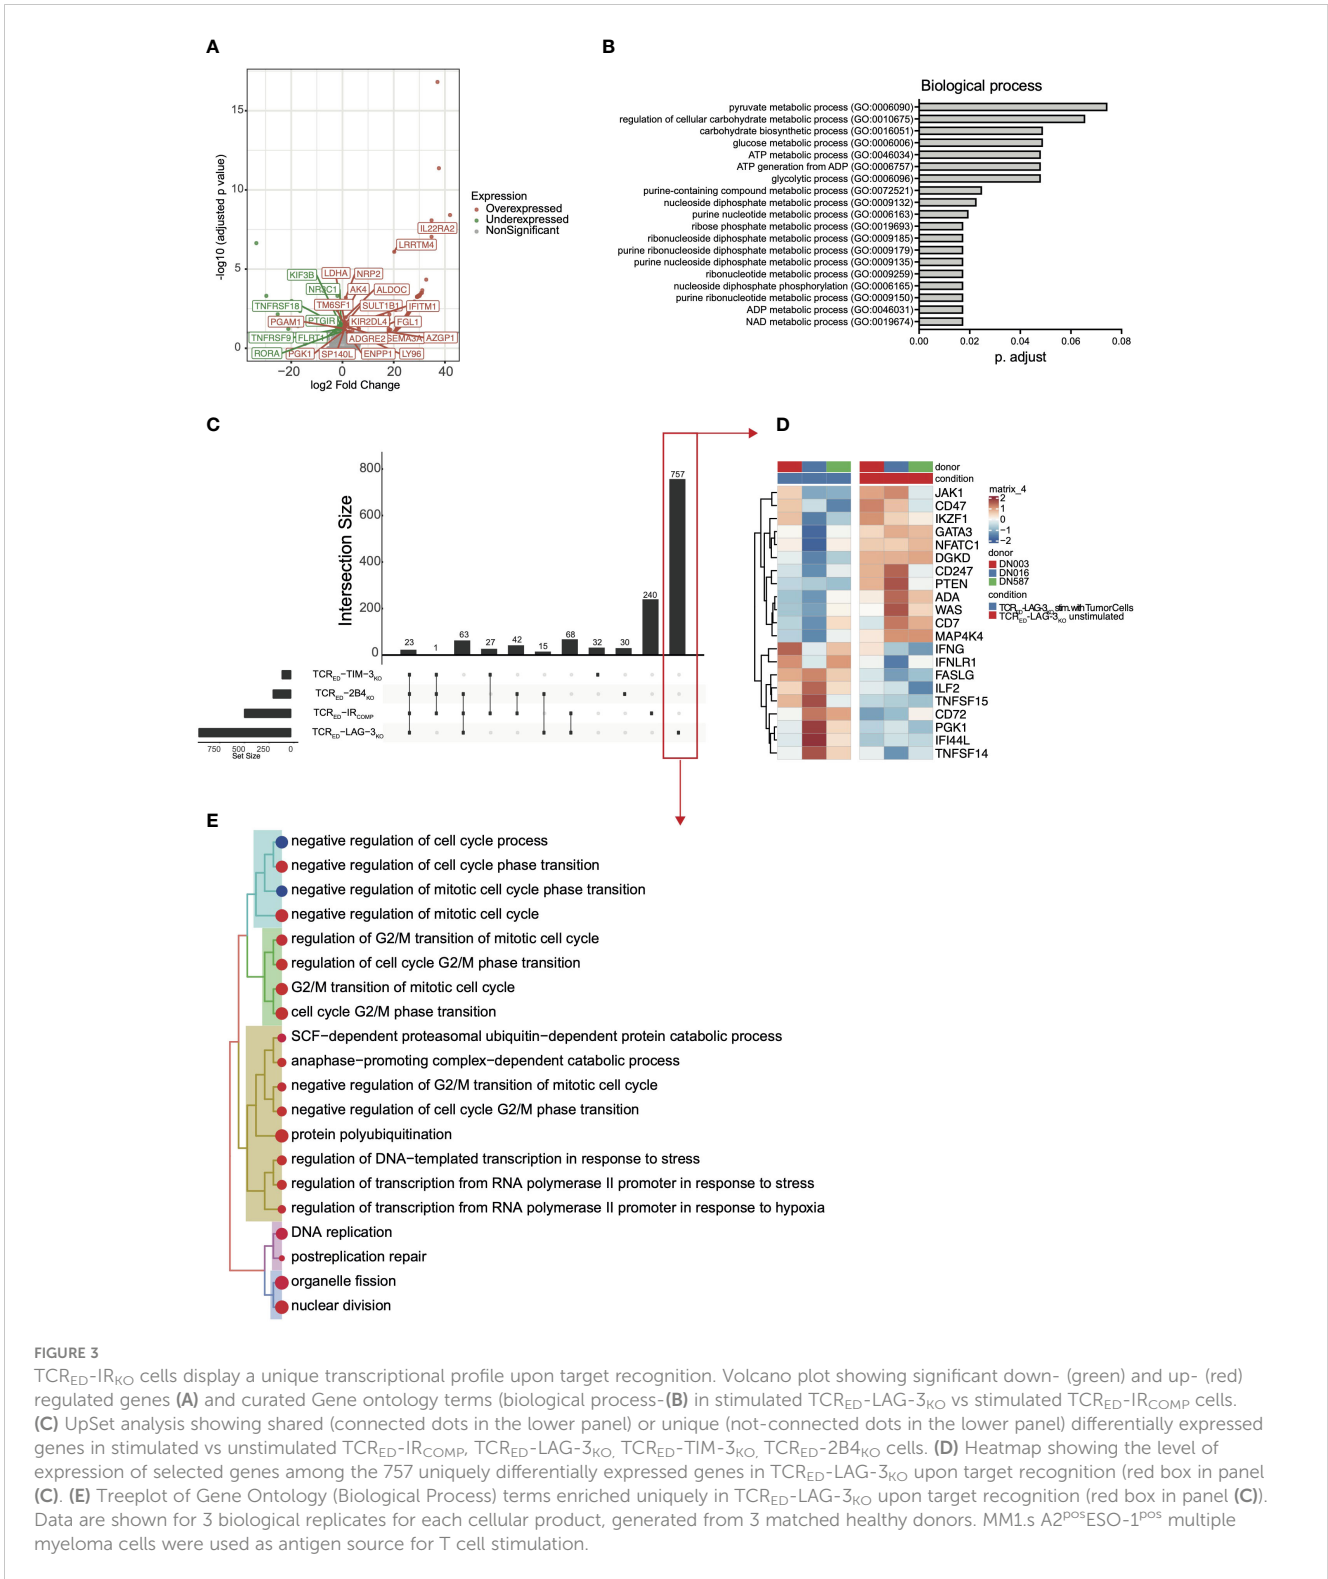 A
15
10
5
0
−20
0
20
40
-log10 (adjusted p value)
log2 Fold Change
IL22RA2
LRRTM4
KIF3B
LDHA
NRP2
NR3C1
AK4
ALDOC
TNFRSF18
TM6SF1
SULT1B1
IFITM1
PGAM1
PTGIR
KIR2DL4
FGL1
TNFRSF9
FLRT1
ADGRE2
SEMA3A
AZGP1
RORA
PGK1
SP140L
ENPP1
LY96
Expression
Overexpressed
Underexpressed
NonSignificant
B
Biological process
pyruvate metabolic process (GO:0006090)
regulation of cellular carbohydrate metabolic process (GO:0010675)
carbohydrate biosynthetic process (GO:0016051)
glucose metabolic process (GO:0006006)
ATP metabolic process (GO:0046034)
ATP generation from ADP (GO:0006757)
glycolytic process (GO:0006096)
purine-containing compound metabolic process (GO:0072521)
nucleoside diphosphate metabolic process (GO:0009132)
purine nucleotide metabolic process (GO:0006163)
ribose phosphate metabolic process (GO:0019693)
ribonucleoside diphosphate metabolic process (GO:0009185)
purine ribonucleoside diphosphate metabolic process (GO:0009179)
purine nucleoside diphosphate metabolic process (GO:0009135)
ribonucleotide metabolic process (GO:0009259)
nucleoside diphosphate phosphorylation (GO:0006165)
purine ribonucleotide metabolic process (GO:0009150)
ADP metabolic process (GO:0046031)
NAD metabolic process (GO:0019674)
0.00 0.02 0.04 0.06 0.08
p. adjust
C
Intersection Size
800
600
400
200
0
23 1 63 27 42 15 68 32 30 240 757
TCRED−TIM−3KO
TCRED−2B4KO
TCRED−IRCOMP
TCRED−LAG−3KO
750 500 250 0
Set Size
D
donor
condition
JAK1
CD47
IKZF1
GATA3
NFATC1
DGKD
CD247
PTEN
ADA
WAS
CD7
MAP4K4
IFNG
IFNLR1
FASLG
ILF2
TNFSF15
CD72
PGK1
IFI44L
TNFSF14
matrix_4
2
1
0
−1
−2
donor
DN003
DN016
DN587
condition
TCRED-LAG-3KO stim. with Tumor Cells
TCRED-LAG-3KO unstimulated
E
negative regulation of cell cycle process
negative regulation of cell cycle phase transition
negative regulation of mitotic cell cycle phase transition
negative regulation of mitotic cell cycle
regulation of G2/M transition of mitotic cell cycle
regulation of cell cycle G2/M phase transition
G2/M transition of mitotic cell cycle
cell cycle G2/M phase transition
SCF−dependent proteasomal ubiquitin−dependent protein catabolic process
anaphase−promoting complex−dependent catabolic process
negative regulation of G2/M transition of mitotic cell cycle
negative regulation of cell cycle G2/M phase transition
protein polyubiquitination
regulation of DNA−templated transcription in response to stress
regulation of transcription from RNA polymerase II promoter in response to stress
regulation of transcription from RNA polymerase II promoter in response to hypoxia
DNA replication
postreplication repair
organelle fission
nuclear division
FIGURE 3
TCRED-IRKO cells display a unique transcriptional profile upon target recognition. Volcano plot showing significant down- (green) and up- (red)
regulated genes (A) and curated Gene ontology terms (biological process-(B) in stimulated TCRED-LAG-3KO vs stimulated TCRED-IRCOMP cells.
(C) UpSet analysis showing shared (connected dots in the lower panel) or unique (not-connected dots in the lower panel) differentially expressed
genes in stimulated vs unstimulated TCRED-IRCOMP, TCRED-LAG-3KO, TCRED-TIM-3KO, TCRED-2B4KO cells. (D) Heatmap showing the level of
expression of selected genes among the 757 uniquely differentially expressed genes in TCRED-LAG-3KO upon target recognition (red box in panel
(C). (E) Treeplot of Gene Ontology (Biological Process) terms enriched uniquely in TCRED-LAG-3KO upon target recognition (red box in panel (C)).
Data are shown for 3 biological replicates for each cellular product, generated from 3 matched healthy donors. MM1.s A2posESO-1pos multiple
myeloma cells were used as antigen source for T cell stimulation.